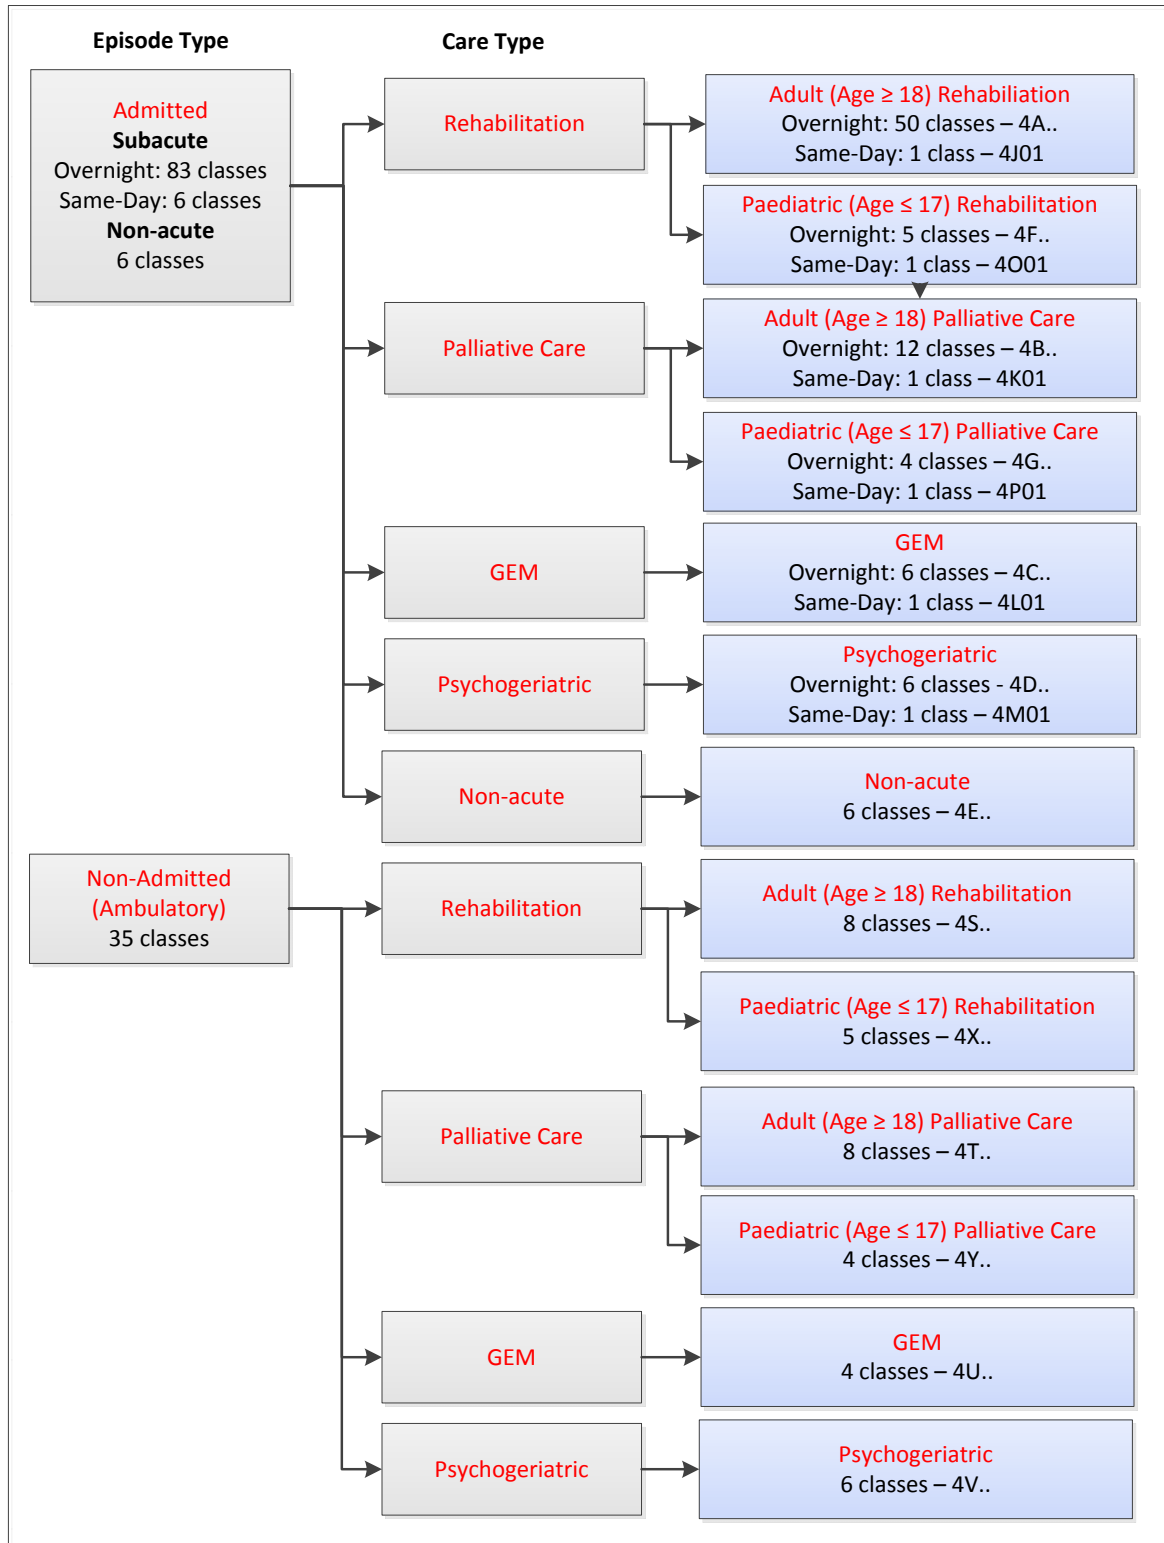 Episode Type
Care Type
Admitted
Subacute
Overnight: 83 classes
Same-Day: 6 classes
Non-acute
6 classes
Rehabilitation
Adult (Age ≥ 18) Rehabiliation
Overnight: 50 classes – 4A..
Same-Day: 1 class – 4J01
Paediatric (Age ≤ 17) Rehabilitation
Overnight: 5 classes – 4F..
Same-Day: 1 class – 4O01
Palliative Care
Adult (Age ≥ 18) Palliative Care
Overnight: 12 classes – 4B..
Same-Day: 1 class – 4K01
Paediatric (Age ≤ 17) Palliative Care
Overnight: 4 classes – 4G..
Same-Day: 1 class – 4P01
GEM
GEM
Overnight: 6 classes – 4C..
Same-Day: 1 class – 4L01
Psychogeriatric
Psychogeriatric
Overnight: 6 classes - 4D..
Same-Day: 1 class – 4M01
Non-acute
Non-acute
6 classes – 4E..
Non-Admitted
(Ambulatory)
35 classes
Rehabilitation
Adult (Age ≥ 18) Rehabilitation
8 classes – 4S..
Paediatric (Age ≤ 17) Rehabilitation
5 classes – 4X..
Palliative Care
Adult (Age ≥ 18) Palliative Care
8 classes – 4T..
Paediatric (Age ≤ 17) Palliative Care
4 classes – 4Y..
GEM
GEM
4 classes – 4U..
Psychogeriatric
Psychogeriatric
6 classes – 4V..